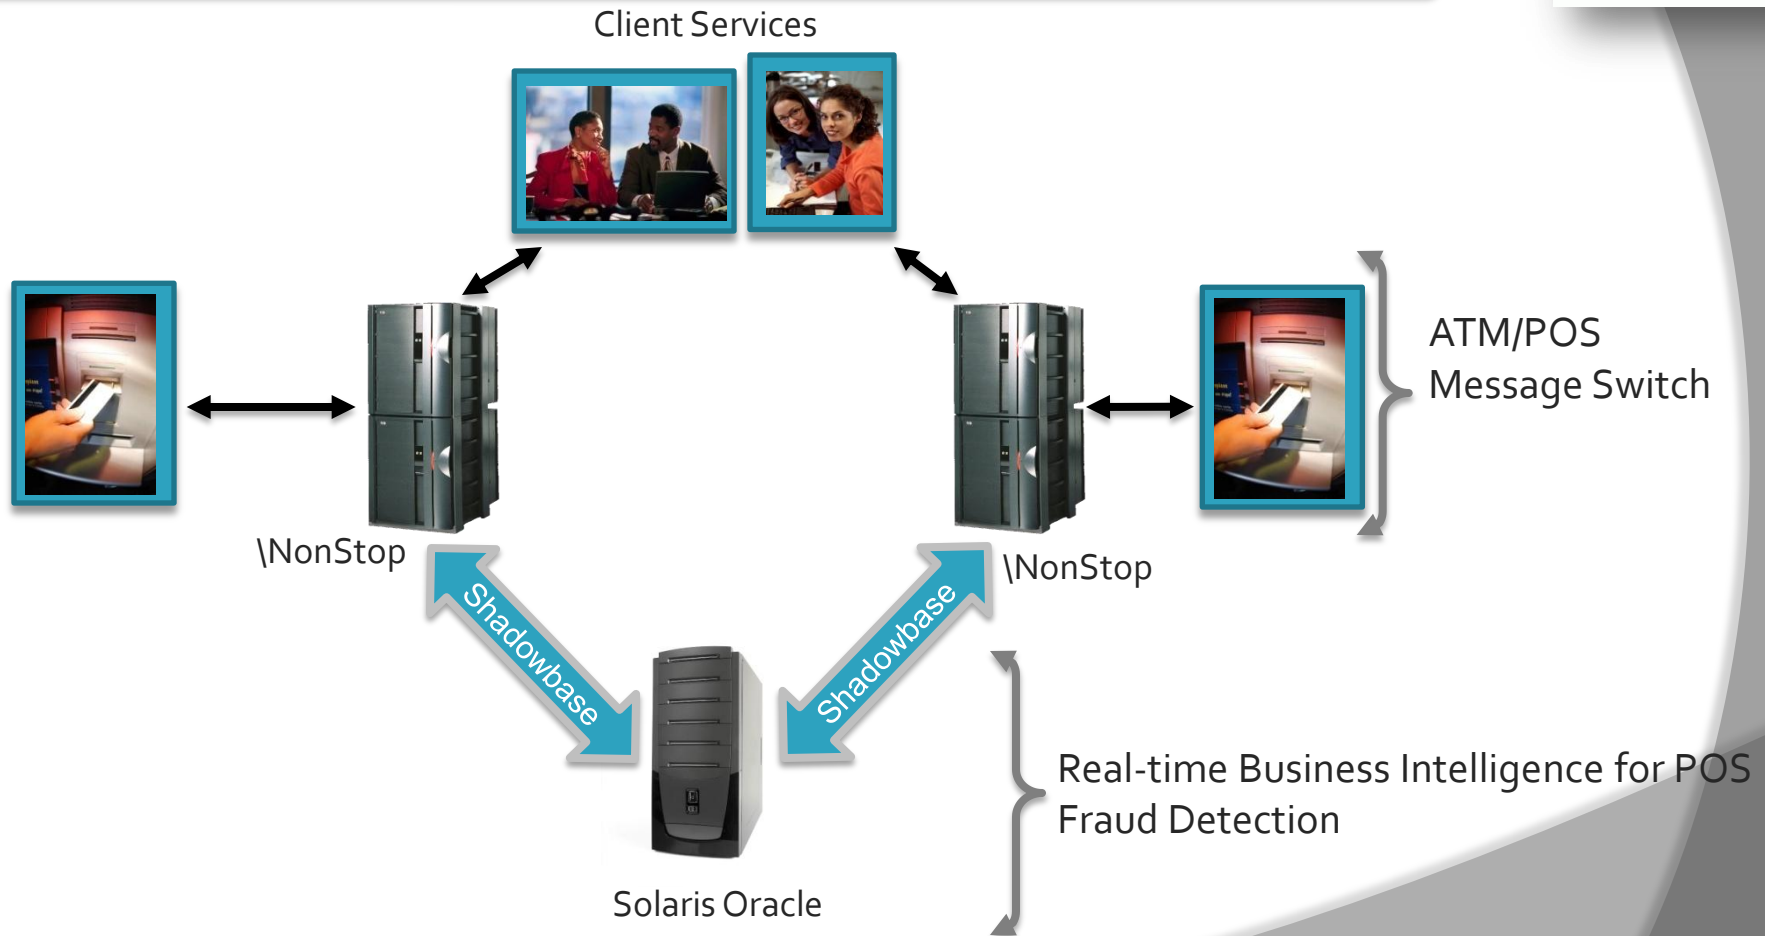 Client Services
ATM/POS
Message Switch
\NonStop
\NonStop
Shadowbase
Shadowbase
Real-time Business Intelligence for POS
Fraud Detection
Solaris Oracle